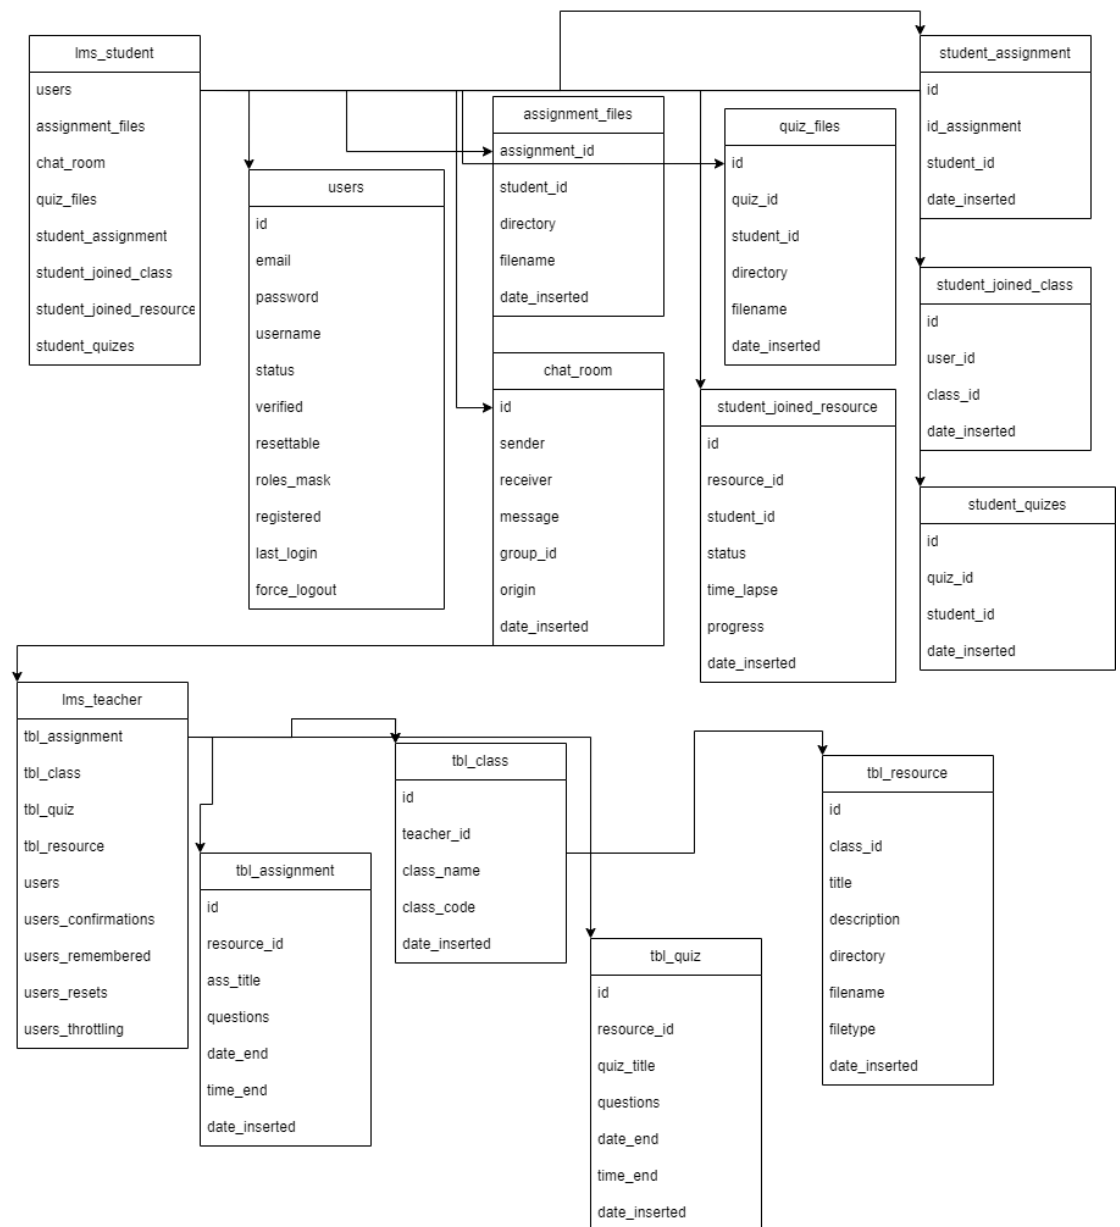 lms_student
users
assignment_files
chat_room
quiz_files
student_assignment
student_joined_class
student_joined_resource
student_quizes
users
id
email
password
username
status
verified
resettable
roles_mask
registered
last_login
force_logout
assignment_files
assignment_id
student_id
directory
filename
date_inserted
chat_room
id
sender
receiver
message
group_id
origin
date_inserted
quiz_files
id
quiz_id
student_id
directory
filename
date_inserted
student_joined_resource
id
resource_id
student_id
status
time_lapse
progress
date_inserted
student_assignment
id
id_assignment
student_id
date_inserted
student_joined_class
id
user_id
class_id
date_inserted
student_quizes
id
quiz_id
student_id
date_inserted
lms_teacher
tbl_assignment
tbl_class
tbl_quiz
tbl_resource
users
users_confirmations
users_remembered
users_resets
users_throttling
tbl_assignment
id
resource_id
ass_title
questions
date_end
time_end
date_inserted
tbl_class
id
teacher_id
class_name
class_code
date_inserted
tbl_quiz
id
resource_id
quiz_title
questions
date_end
time_end
date_inserted
tbl_resource
id
class_id
title
description
directory
filename
filetype
date_inserted